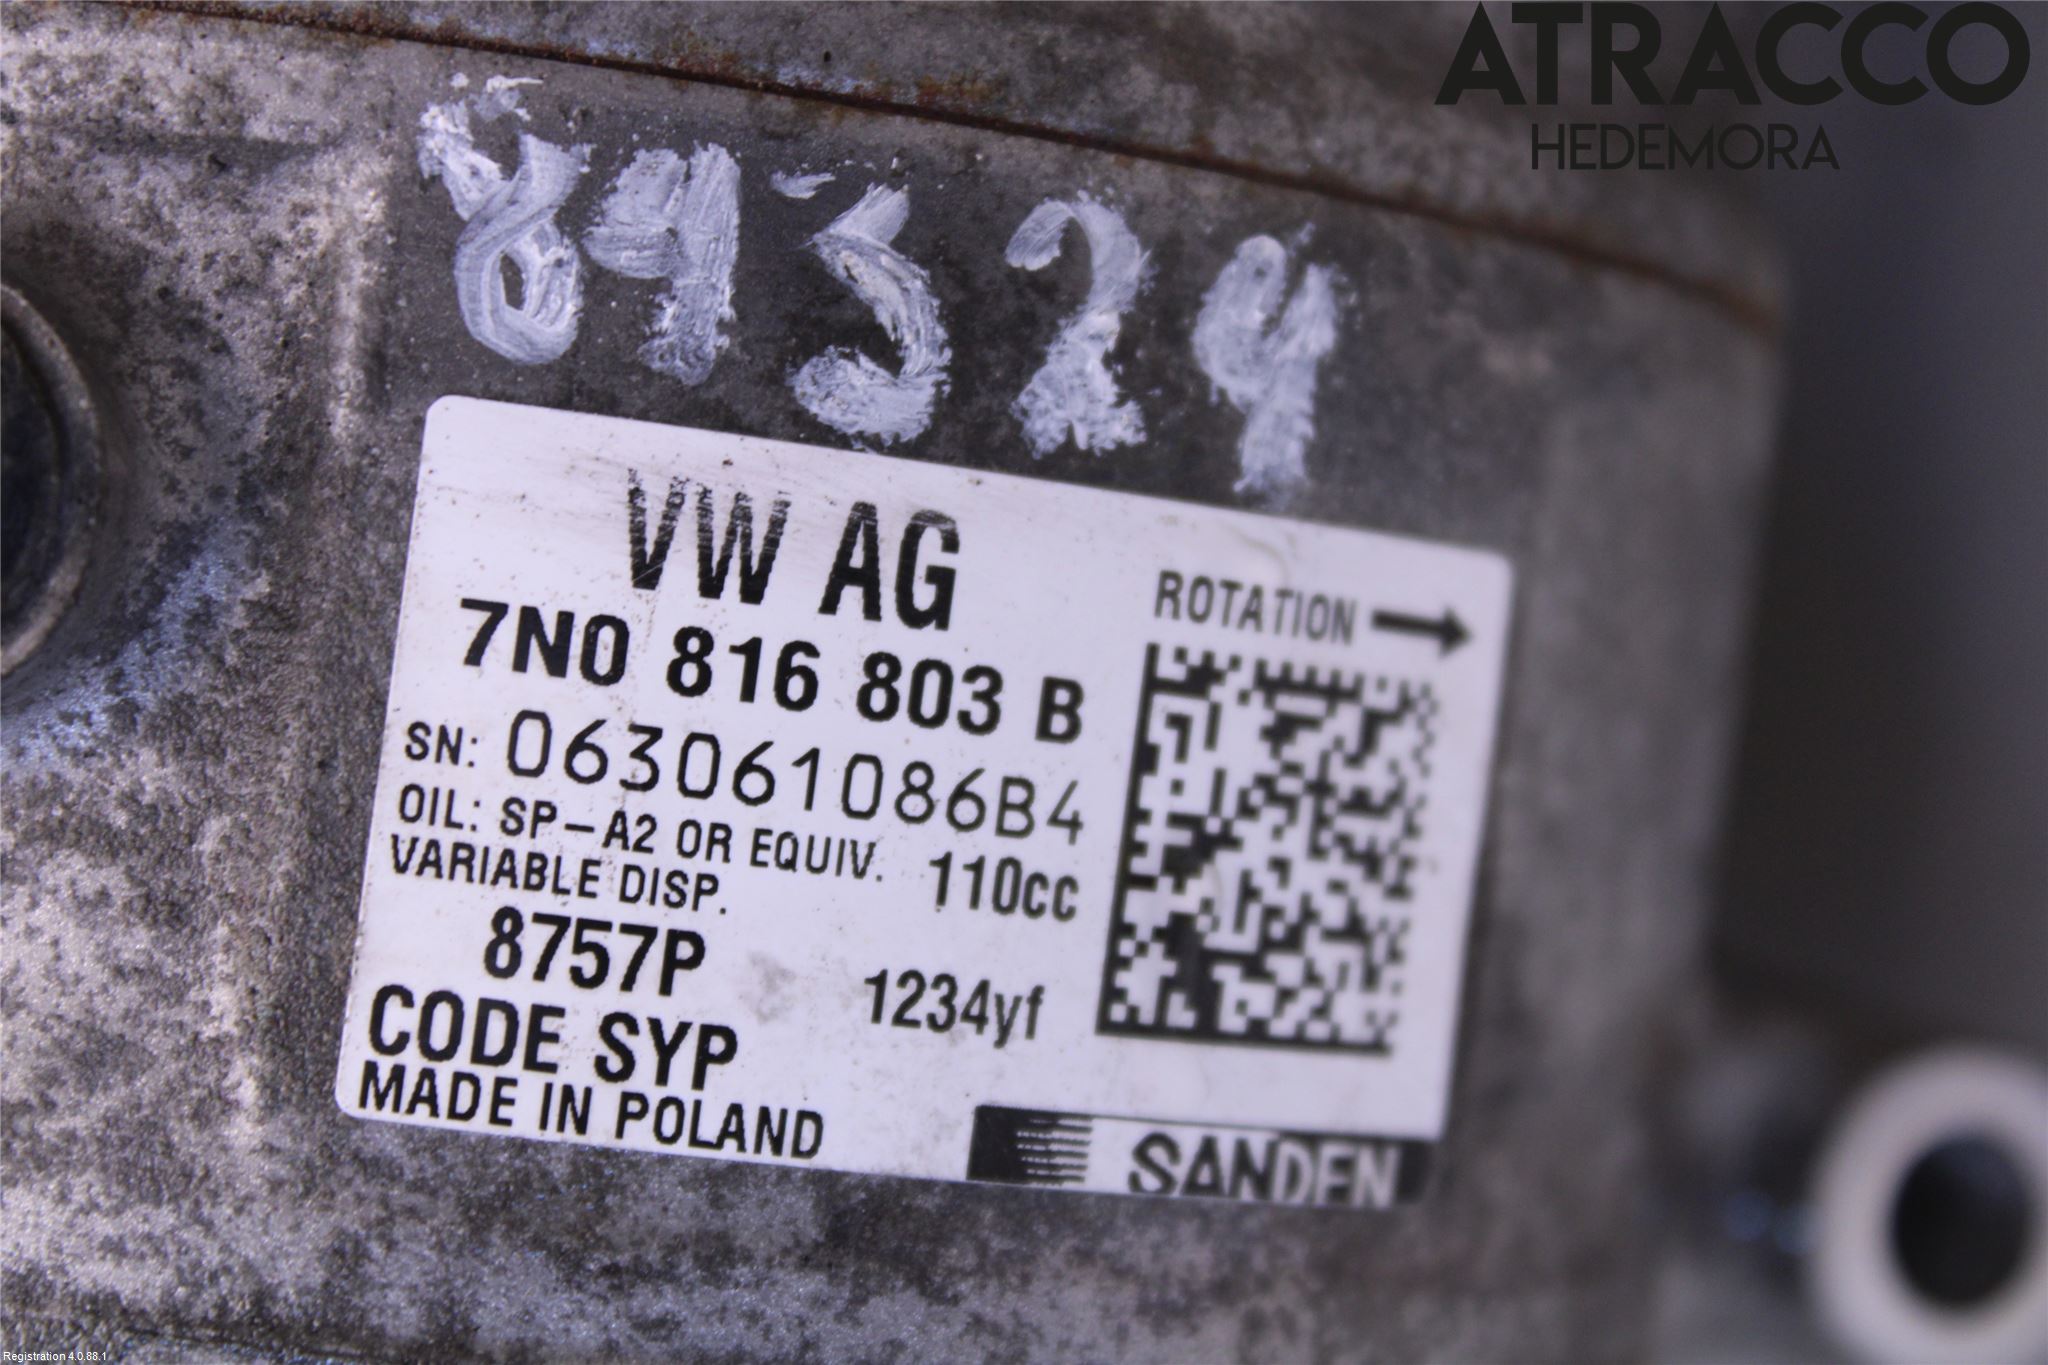 ATRACCO
HEDEMORA
89524
VW AG
7N0 816 803 B
ROTATION
SN: 063061086B4
OIL: SP-A2 OR EQUIV.
VARIABLE DISP.
110cc
8757P
1234yf
CODE SYP
MADE IN POLAND
SANDEN
Registration 4.0.88.1